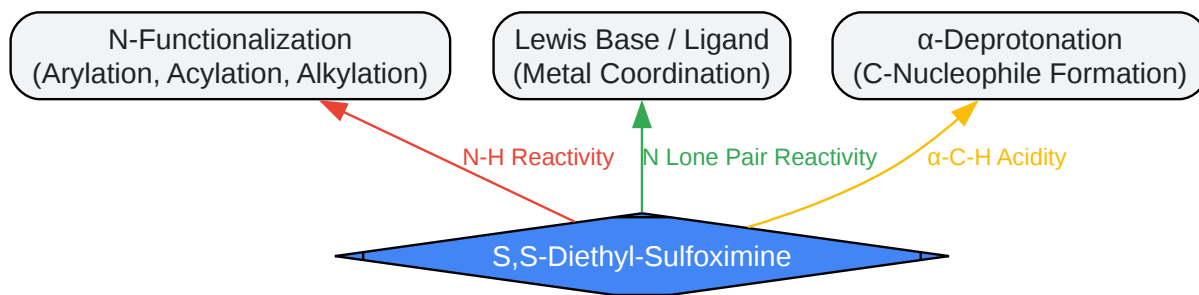 N-Functionalization
(Arylation, Acylation, Alkylation)
Lewis Base / Ligand
(Metal Coordination)
α-Deprotonation
(C-Nucleophile Formation)
N-H Reactivity
N Lone Pair Reactivity
α-C-H Acidity
S,S-Diethyl-Sulfoximine